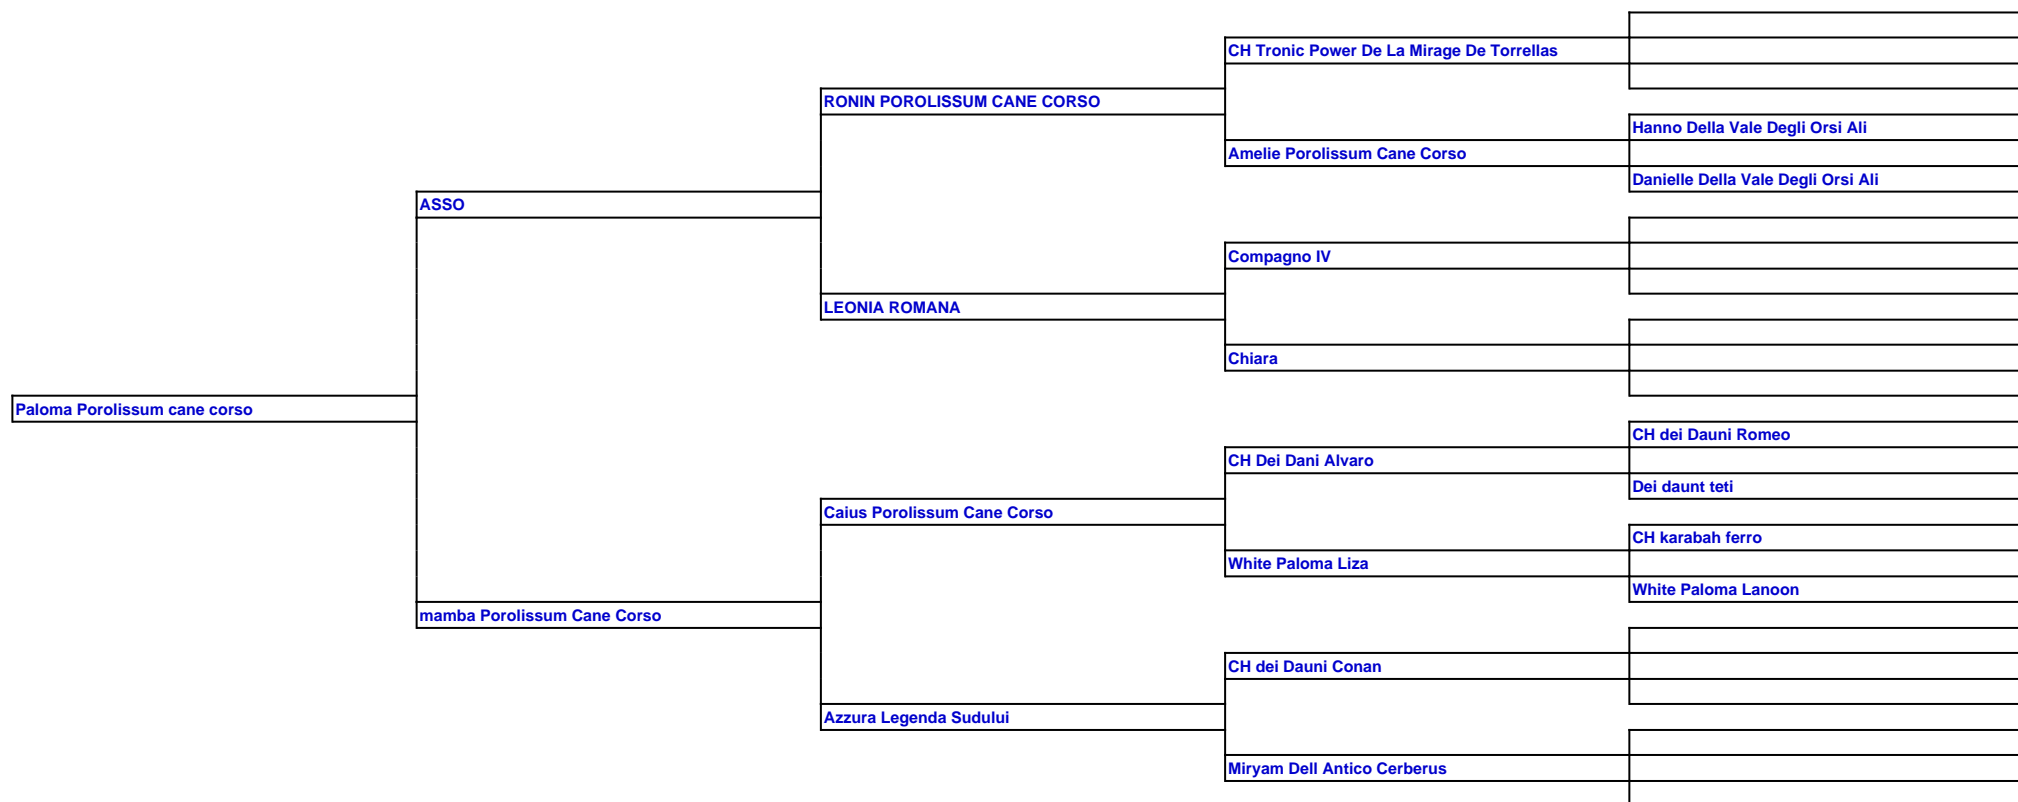 CH Tronic Power De La Mirage De Torrellas
RONIN POROLISSUM CANE CORSO
Hanno Della Vale Degli Orsi Ali
Amelie Porolissum Cane Corso
Danielle Della Vale Degli Orsi Ali
ASSO
Compagno IV
LEONIA ROMANA
Chiara
Paloma Porolissum cane corso
CH dei Dauni Romeo
CH Dei Dani Alvaro
Dei daunt teti
Caius Porolissum Cane Corso
CH karabah ferro
White Paloma Liza
White Paloma Lanoon
mamba Porolissum Cane Corso
CH dei Dauni Conan
Azzura Legenda Sudului
Miryam Dell Antico Cerberus